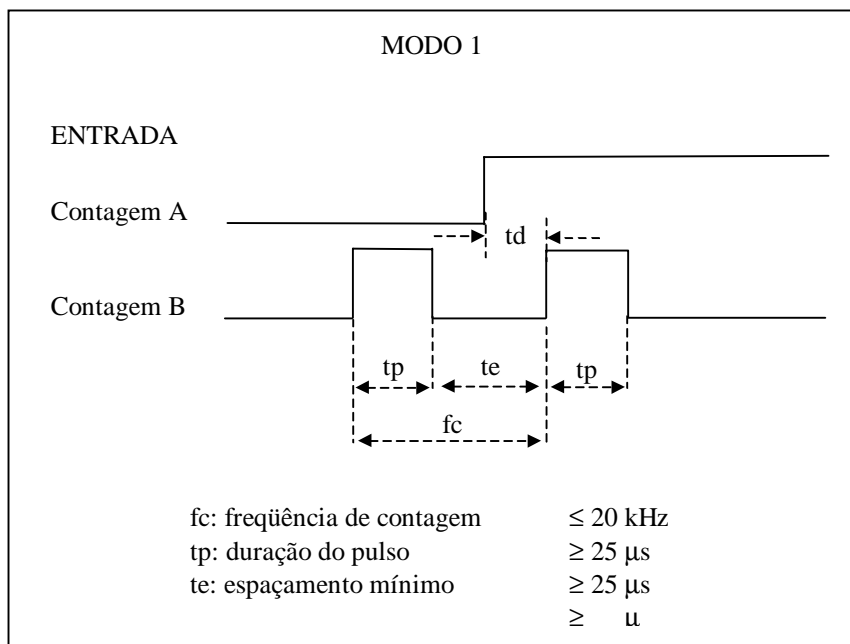 MODO 1
ENTRADA
Contagem A
td
Contagem B
tp te tp
fc
fc: freqüência de contagem ≤ 20 kHz
tp: duração do pulso ≥ 25 μs
te: espaçamento mínimo ≥ 25 μs
≥ μ